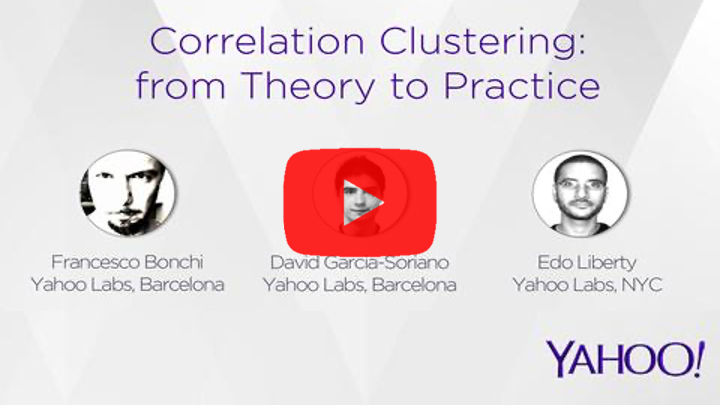 Correlation Clustering:
from Theory to Practice
Francesco Bonchi
Yahoo Labs, Barcelona
David Garcia-Soriano
Yahoo Labs, Barcelona
Edo Liberty
Yahoo Labs, NYC
YAHOO!